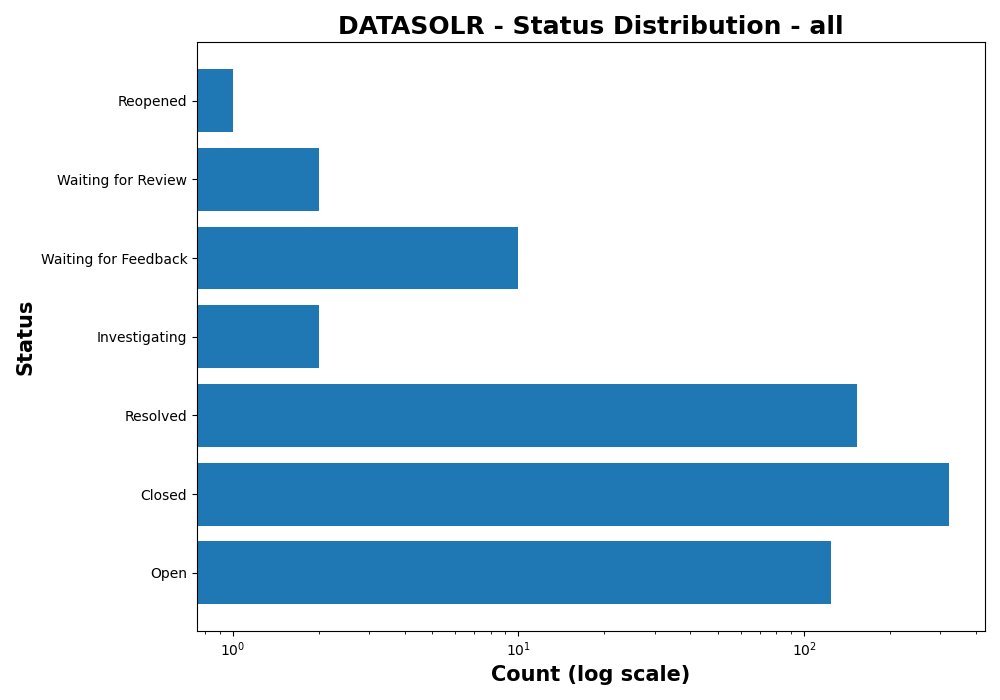 DATASOLR - Status Distribution - all
Status
Reopened
Waiting for Review
Waiting for Feedback
Investigating
Resolved
Closed
Open
10⁰
10¹
10²
Count (log scale)